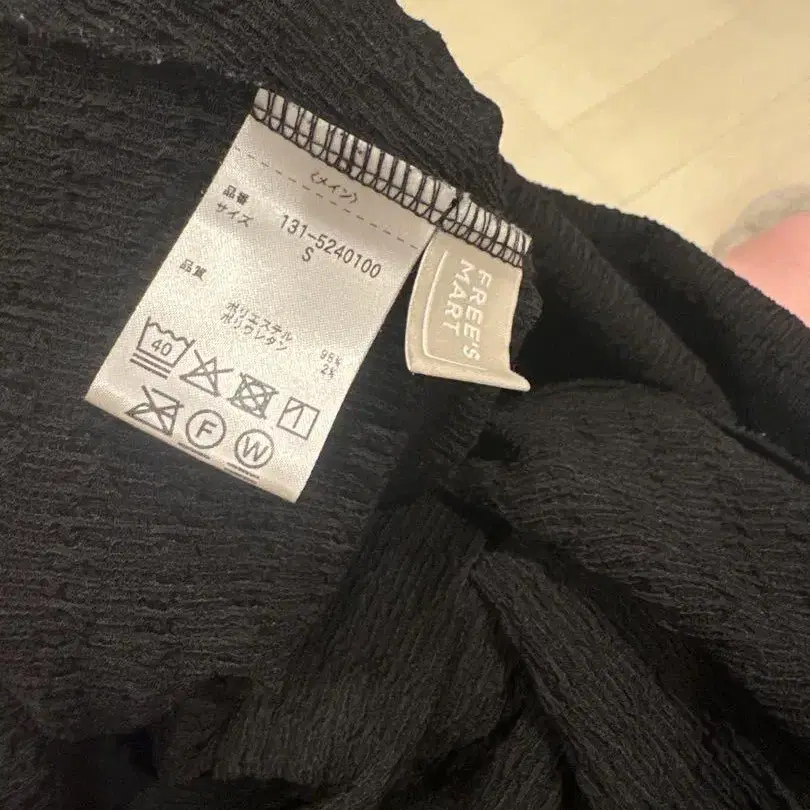 〈メイン〉
品番 131-5240100
サイズ S
品質
ポリエステル 98%
ポリウレタン 2%
40
F
W
FREE'S
MART